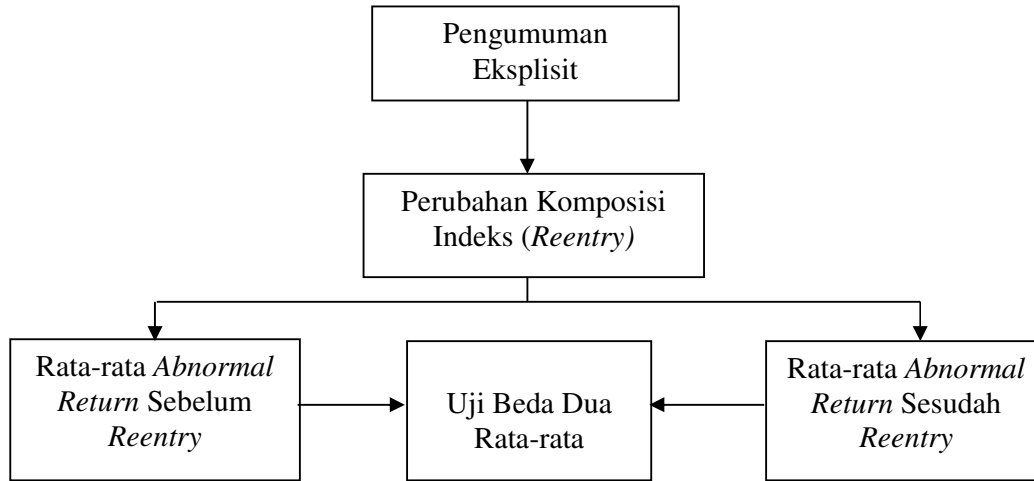 Pengumuman
Eksplisit
Perubahan Komposisi
Indeks (Reentry)
Rata-rata Abnormal
Return Sebelum
Reentry
Uji Beda Dua
Rata-rata
Rata-rata Abnormal
Return Sesudah
Reentry